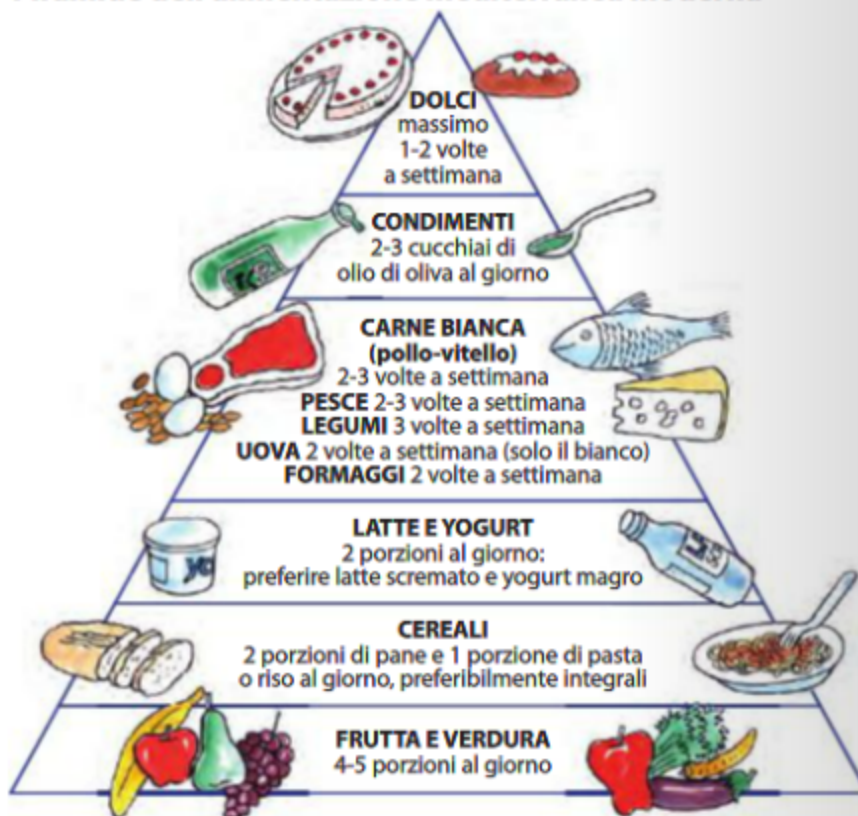 DOLCI
massimo
1-2 volte
a settimana
CONDIMENTI
2-3 cucchiai di
olio di oliva al giorno
CARNE BIANCA
(pollo-vitello)
2-3 volte a settimana
PESCE 2-3 volte a settimana
LEGUMI 3 volte a settimana
UOVA 2 volte a settimana (solo il bianco)
FORMAGGI 2 volte a settimana
LATTE E YOGURT
2 porzioni al giorno:
preferire latte scremato e yogurt magro
CEREALI
2 porzioni di pane e 1 porzione di pasta
o riso al giorno, preferibilmente integrali
FRUTTA E VERDURA
4-5 porzioni al giorno